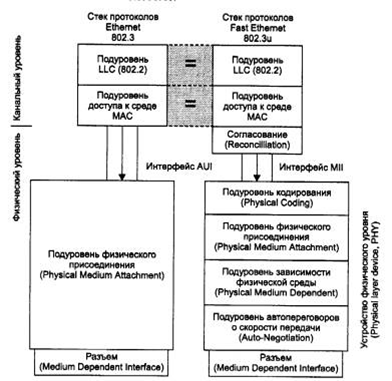 Стек протоколов
Ethernet
802.3
Стек протоколов
Fast Ethernet
802.3u
Канальный уровень
Подуровень
LLC (802.2)
=
Подуровень
LLC (802.2)
Подуровень
доступа к среде
MAC
=
Подуровень
доступа к среде
MAC
Согласование
(Reconcilliation)
Физический уровень
Интерфейс AUI
Интерфейс MII
Подуровень физического
присоединения
(Physical Medium Attachment)
Подуровень кодирования
(Physical Coding)
Подуровень физического
присоединения
(Physical Medium Attachment)
Подуровень зависимости
физической среды
(Physical Medium Dependent)
Подуровень автопереговоров
о скорости передачи
(Auto-Negotiation)
Устройство физического уровня
(Physical layer device, PHY)
Разъем
(Medium Dependent Interface)
Разъем
(Medium Dependent Interface)